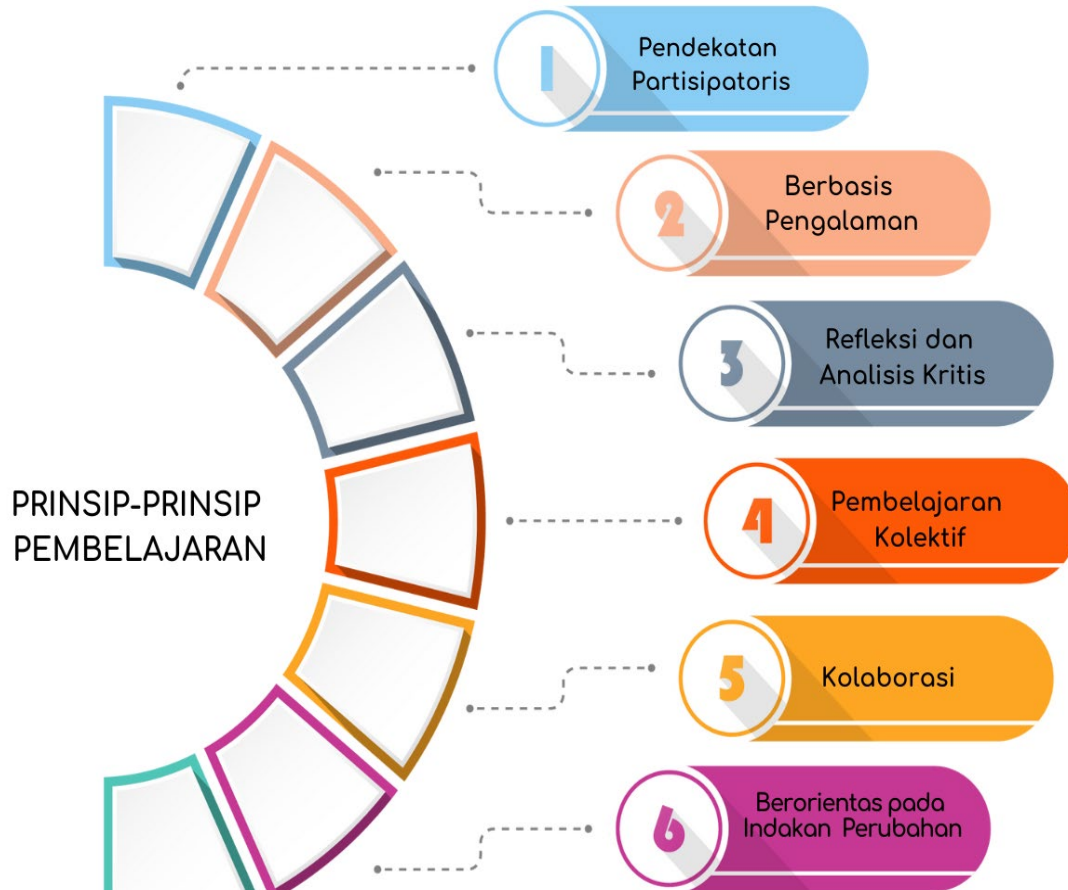 1
Pendekatan
Partisipatoris
2
Berbasis
Pengalaman
3
Refleksi dan
Analisis Kritis
PRINSIP-PRINSIP
PEMBELAJARAN
4
Pembelajaran
Kolektif
5
Kolaborasi
6
Berorientas pada
Indakan Perubahan